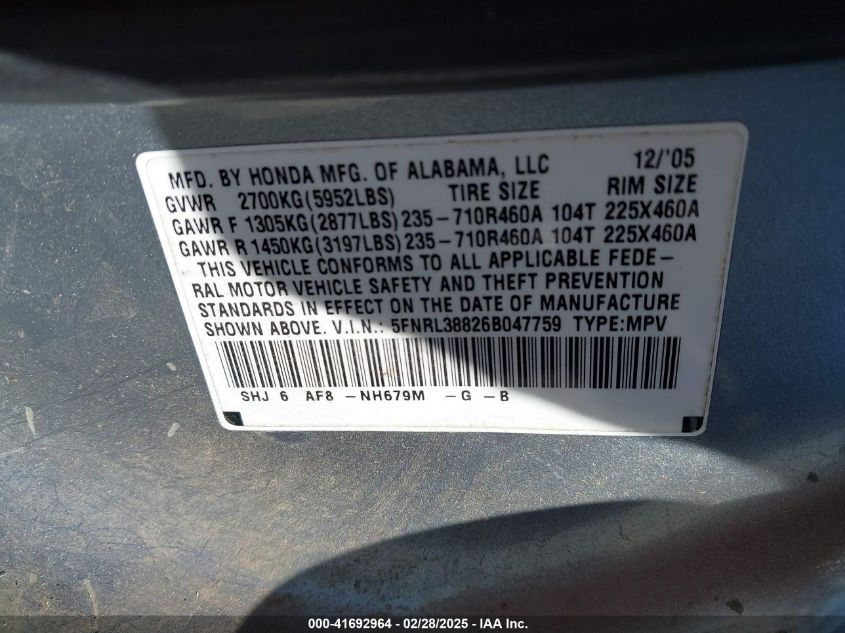 MFD. BY HONDA MFG. OF ALABAMA, LLC 12/'05
GVWR 2700KG(5952LBS) TIRE SIZE RIM SIZE
GAWR F 1305KG(2877LBS) 235-710R460A 104T 225X460A
GAWR R 1450KG(3197LBS) 235-710R460A 104T 225X460A
THIS VEHICLE CONFORMS TO ALL APPLICABLE FEDE-
RAL MOTOR VEHICLE SAFETY AND THEFT PREVENTION
STANDARDS IN EFFECT ON THE DATE OF MANUFACTURE
SHOWN ABOVE. V.I.N.: 5FNRL38826B047759 TYPE:MPV
SHJ 6 AF8 -NH679M -G -B
000-41692964 - 02/28/2025 - IAA Inc.